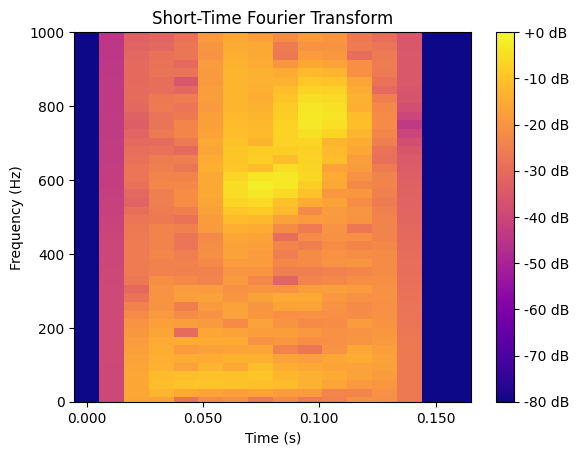 Short-Time Fourier Transform
1000
800
600
400
200
0
Frequency (Hz)
0.000
0.050
0.100
0.150
Time (s)
+0 dB
-10 dB
-20 dB
-30 dB
-40 dB
-50 dB
-60 dB
-70 dB
-80 dB